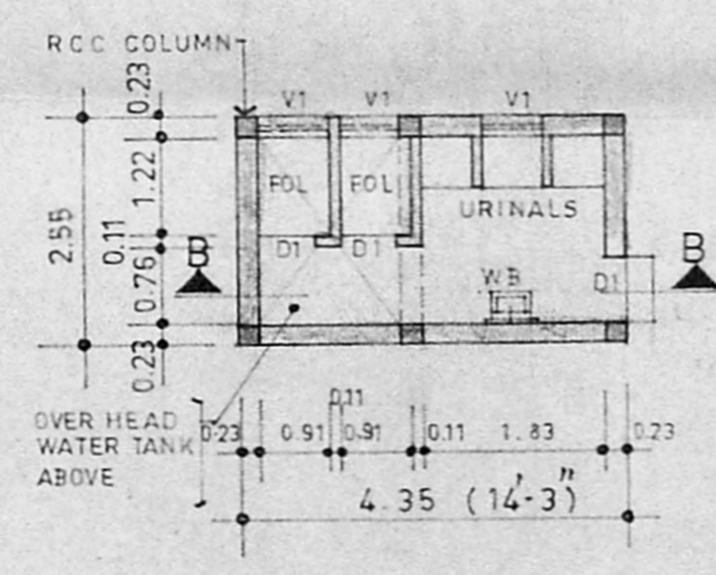 RCC COLUMN
0.23
V1 V1 V1
1.22
EOL EOL
URINALS
2.55
0.11
B D1 D1 B
0.76
WB D1
0.23
OVER HEAD
WATER TANK
ABOVE
0.11
0.23 0.91 0.91 0.11 1.83 0.23
4.35 (14'-3")